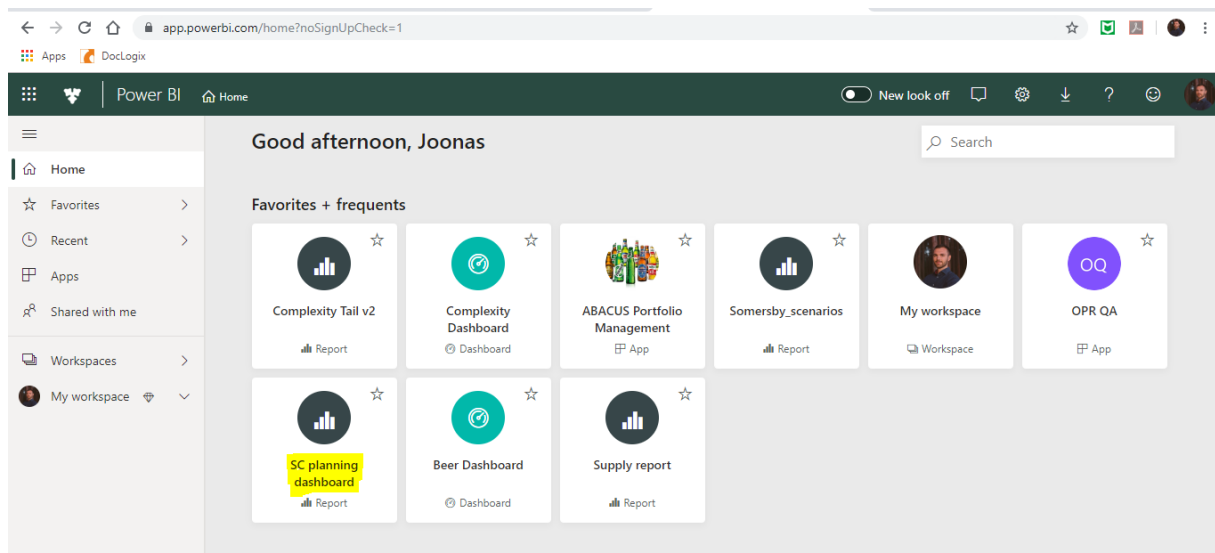 app.powerbi.com/home?noSignUpCheck=1
Apps DocLogix
Power BI Home New look off ?
Good afternoon, Joonas
Search
Home
Favorites
Recent
Apps
Shared with me
Workspaces
My workspace
Favorites + frequents
Complexity Tail v2
Report
Complexity
Dashboard
Dashboard
ABACUS Portfolio
Management
App
Somersby_scenarios
Report
My workspace
Workspace
OQ
OPR QA
App
SC planning
dashboard
Report
Beer Dashboard
Dashboard
Supply report
Report